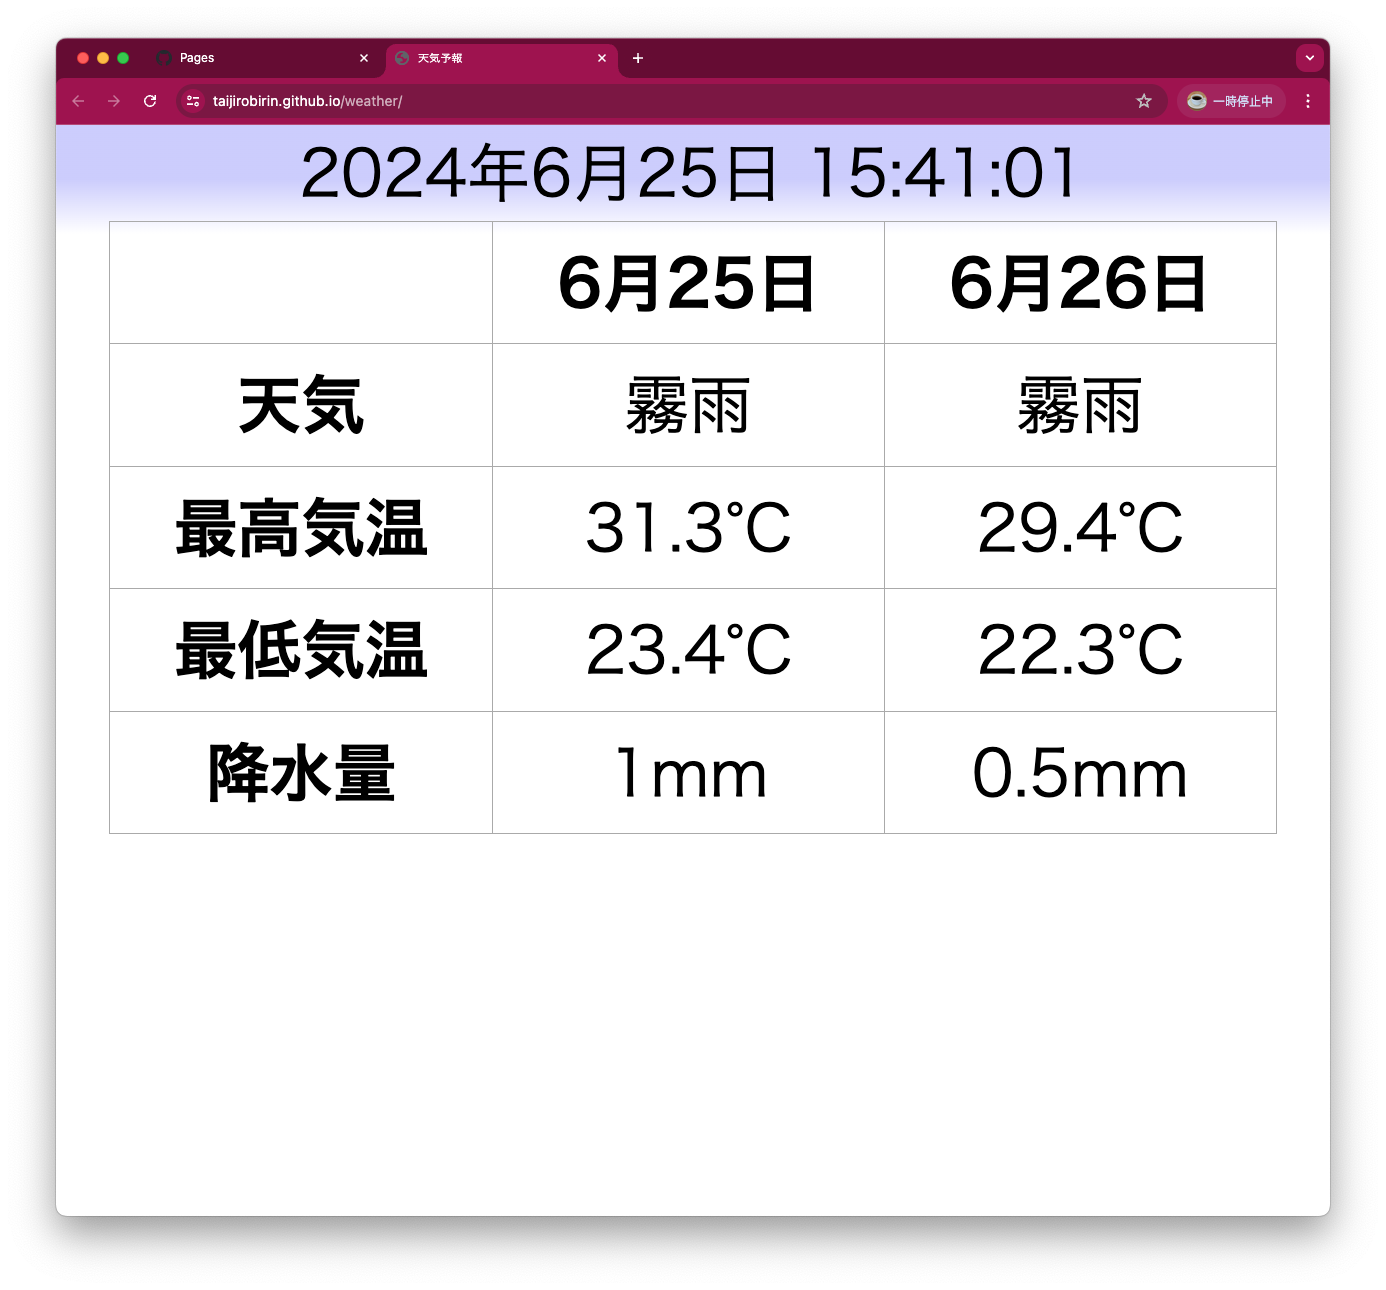 Pages
天気予報
taijirobirin.github.io/weather/
一時停止中
2024年6月25日 15:41:01
6月25日 6月26日
天気 霧雨 霧雨
最高気温 31.3℃ 29.4℃
最低気温 23.4℃ 22.3℃
降水量 1mm 0.5mm